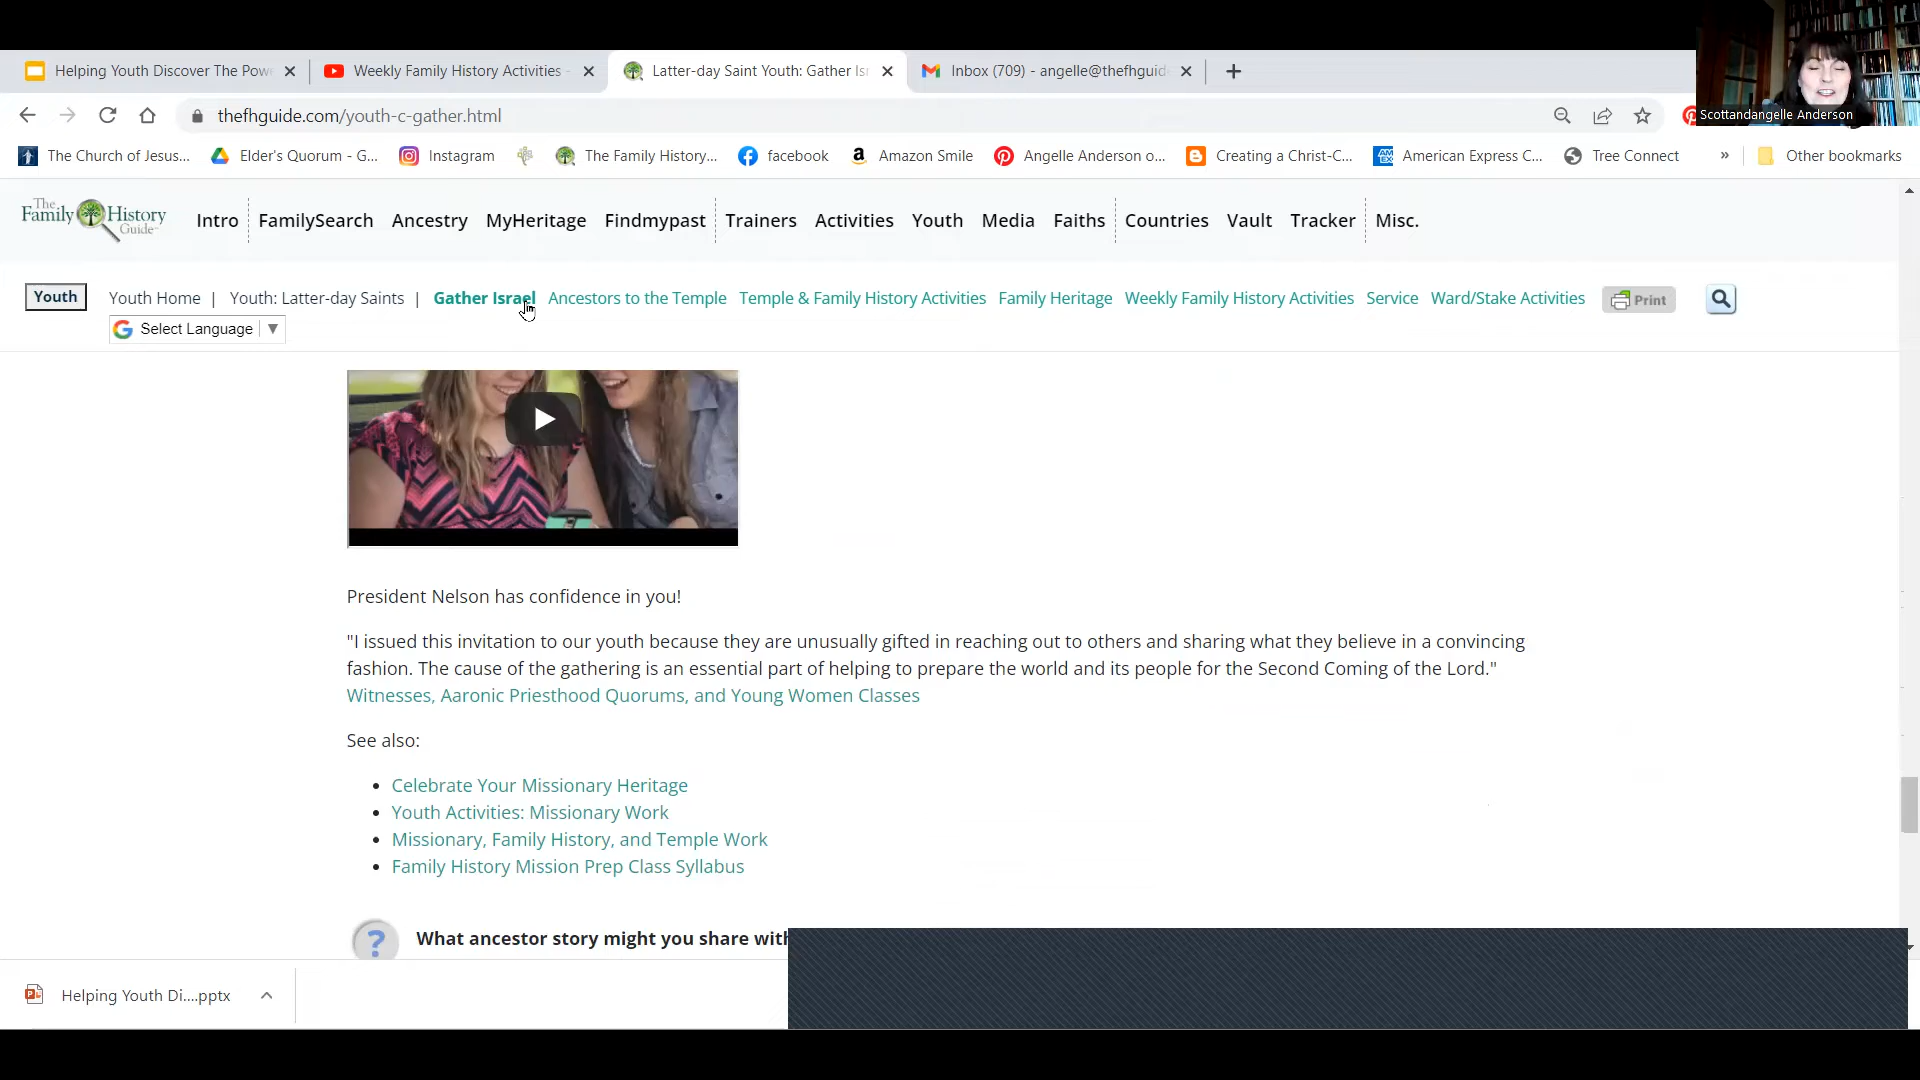 Helping Youth Discover The Powe
Weekly Family History Activities -
Latter-day Saint Youth: Gather Isr
Inbox (709) - angelle@thefhguid
thefhguide.com/youth-c-gather.html
Scottandangelle Anderson
The Church of Jesus...
Elder's Quorum - G...
Instagram
The Family History...
facebook
Amazon Smile
Angelle Anderson o...
Creating a Christ-C...
American Express C...
Tree Connect
»
Other bookmarks
The Family History Guide
Intro
FamilySearch
Ancestry
MyHeritage
Findmypast
Trainers
Activities
Youth
Media
Faiths
Countries
Vault
Tracker
Misc.
Youth
Youth Home | Youth: Latter-day Saints | Gather Israel Ancestors to the Temple Temple & Family History Activities Family Heritage Weekly Family History Activities Service Ward/Stake Activities
Print
Select Language
President Nelson has confidence in you!
"I issued this invitation to our youth because they are unusually gifted in reaching out to others and sharing what they believe in a convincing
fashion. The cause of the gathering is an essential part of helping to prepare the world and its people for the Second Coming of the Lord."
Witnesses, Aaronic Priesthood Quorums, and Young Women Classes
See also:
• Celebrate Your Missionary Heritage
• Youth Activities: Missionary Work
• Missionary, Family History, and Temple Work
• Family History Mission Prep Class Syllabus
? What ancestor story might you share with
Helping Youth Di....pptx